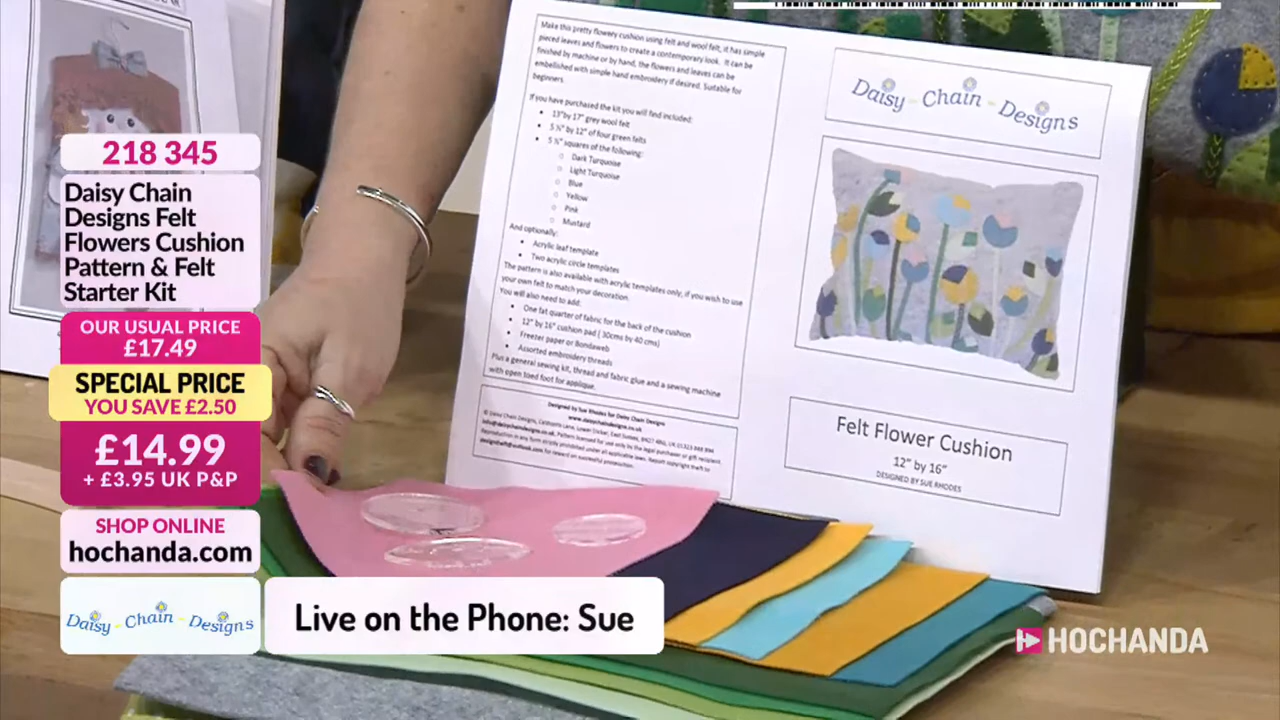 218 345
Daisy Chain
Designs Felt
Flowers Cushion
Pattern & Felt
Starter Kit
OUR USUAL PRICE
£17.49
SPECIAL PRICE
YOU SAVE £2.50
£14.99
+ £3.95 UK P&P
SHOP ONLINE
hochanda.com
Daisy - Chain - Designs
Live on the Phone: Sue
HOCHANDA
Make this pretty flowery cushion using felt and wool felt, it has simple
pieced leaves and flowers to create a contemporary look. It can be
finished by machine or by hand, the flowers and leaves can be
embellished with simple hand embroidery if desired. Suitable for
beginners.
If you have purchased the kit you will find included:
• 13"by 17" grey wool felt
• 5 ½" by 12" of four green felts
• 5 ½" squares of the following:
○ Dark Turquoise
○ Light Turquoise
○ Blue
○ Yellow
○ Pink
○ Mustard
And optionally:
• Acrylic leaf template
• Two acrylic circle templates
The pattern is also available with acrylic templates only, if you wish to use
your own felt to match your decoration.
You will also need to add:
• One fat quarter of fabric for the back of the cushion
• 12" by 16" cushion pad ( 30cms by 40 cms)
• Freezer paper or Bondaweb
• Assorted embroidery threads
Plus a general sewing kit, thread and fabric glue and a sewing machine
with open toed foot for applique.
Designed by Sue Rhodes for Daisy Chain Designs
www.daisychaindesigns.co.uk
Daisy - Chain - Designs
Felt Flower Cushion
12" by 16"
DESIGNED BY SUE RHODES